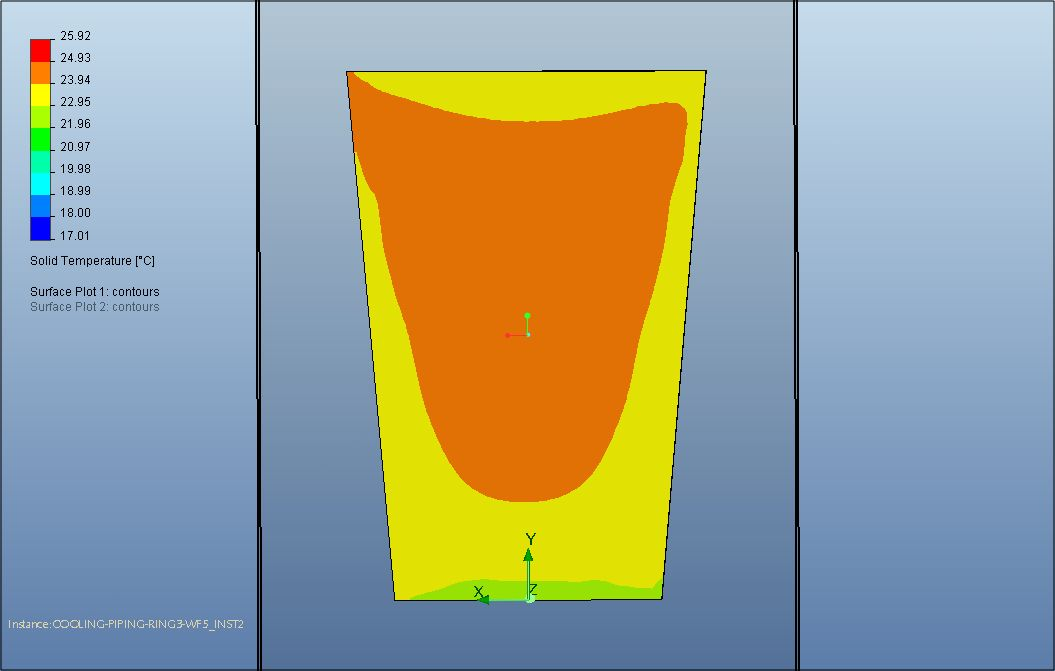 25.92
24.93
23.94
22.95
21.96
20.97
19.98
18.99
18.00
17.01
Solid Temperature [°C]
Surface Plot 1: contours
Surface Plot 2: contours
Y
X Z
Instance:COOLING-PIPING-RING3-WF5_INST2